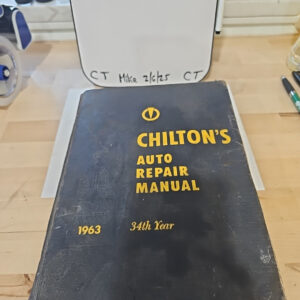 CT Mike 2/6/25 CT
CHILTON'S
AUTO
REPAIR
MANUAL
1963 34th Year